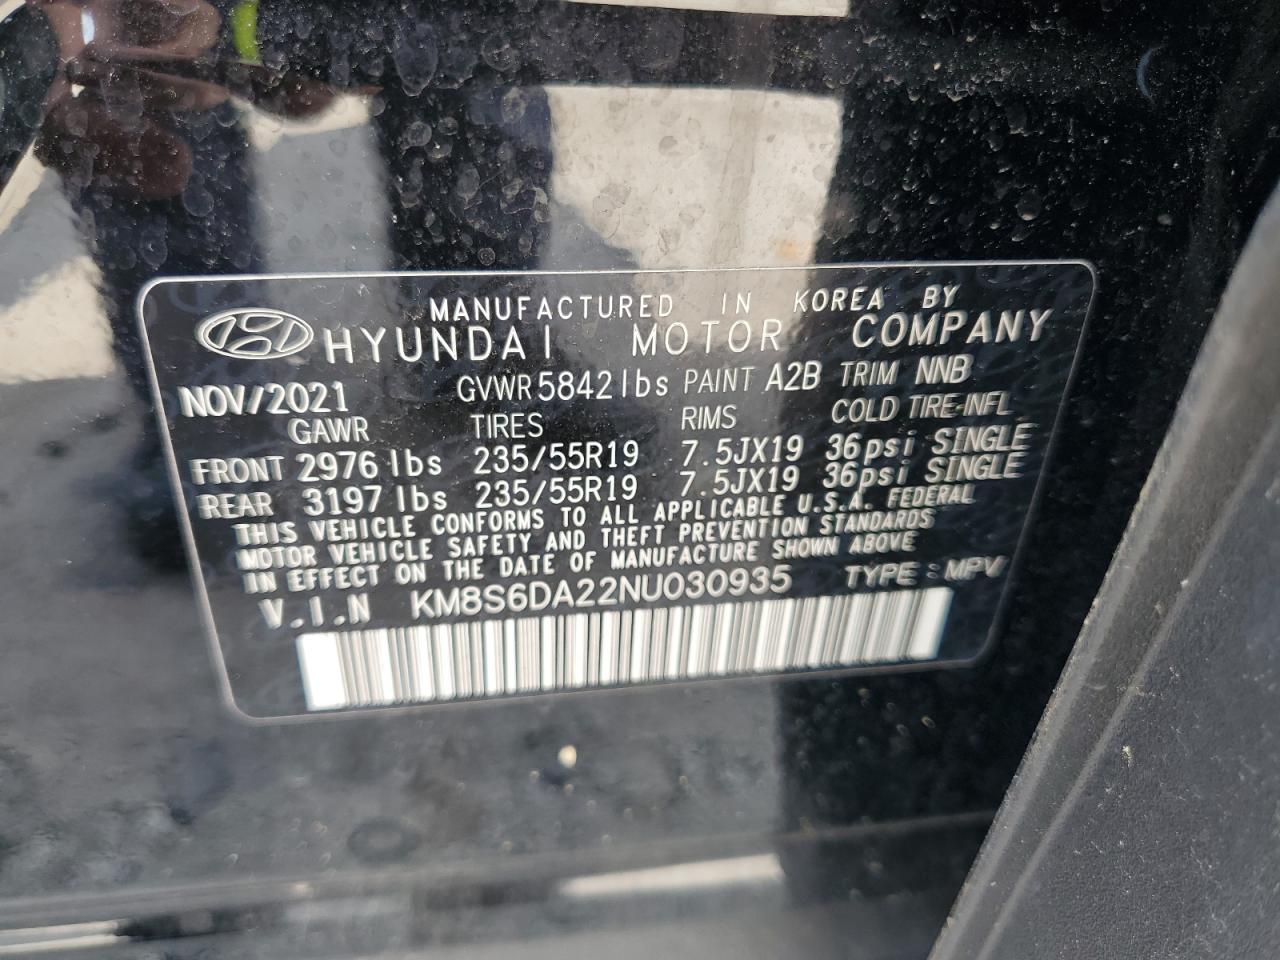 MANUFACTURED IN KOREA BY
HYUNDAI MOTOR COMPANY
NOV/2021 GVWR 5842 lbs PAINT A2B TRIM NNB
GAWR TIRES RIMS COLD TIRE-INFL
FRONT 2976 lbs 235/55R19 7.5JX19 36psi SINGLE
REAR 3197 lbs 235/55R19 7.5JX19 36psi SINGLE
THIS VEHICLE CONFORMS TO ALL APPLICABLE U.S.A. FEDERAL
MOTOR VEHICLE SAFETY AND THEFT PREVENTION STANDARDS
IN EFFECT ON THE DATE OF MANUFACTURE SHOWN ABOVE
V.I.N KM8S6DA22NU030935 TYPE : MPV